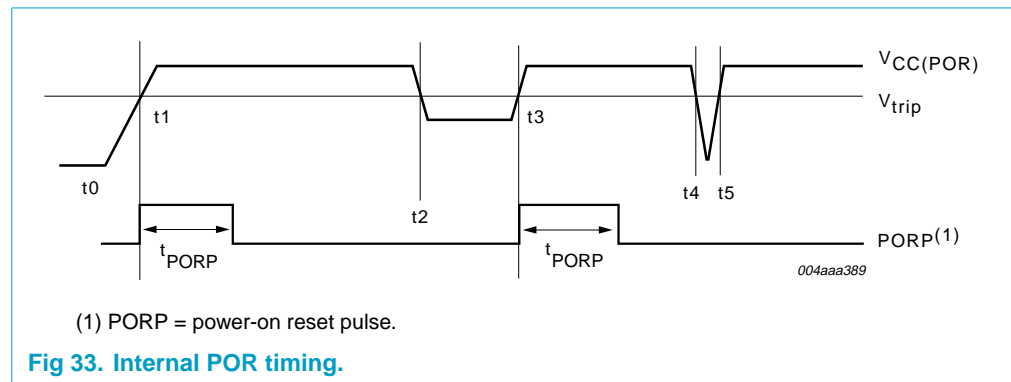 VCC(POR)
Vtrip
t1
t3
t0
t2
t4
t5
PORP(1)
tPORP
tPORP
004aaa389
(1) PORP = power-on reset pulse.
Fig 33. Internal POR timing.